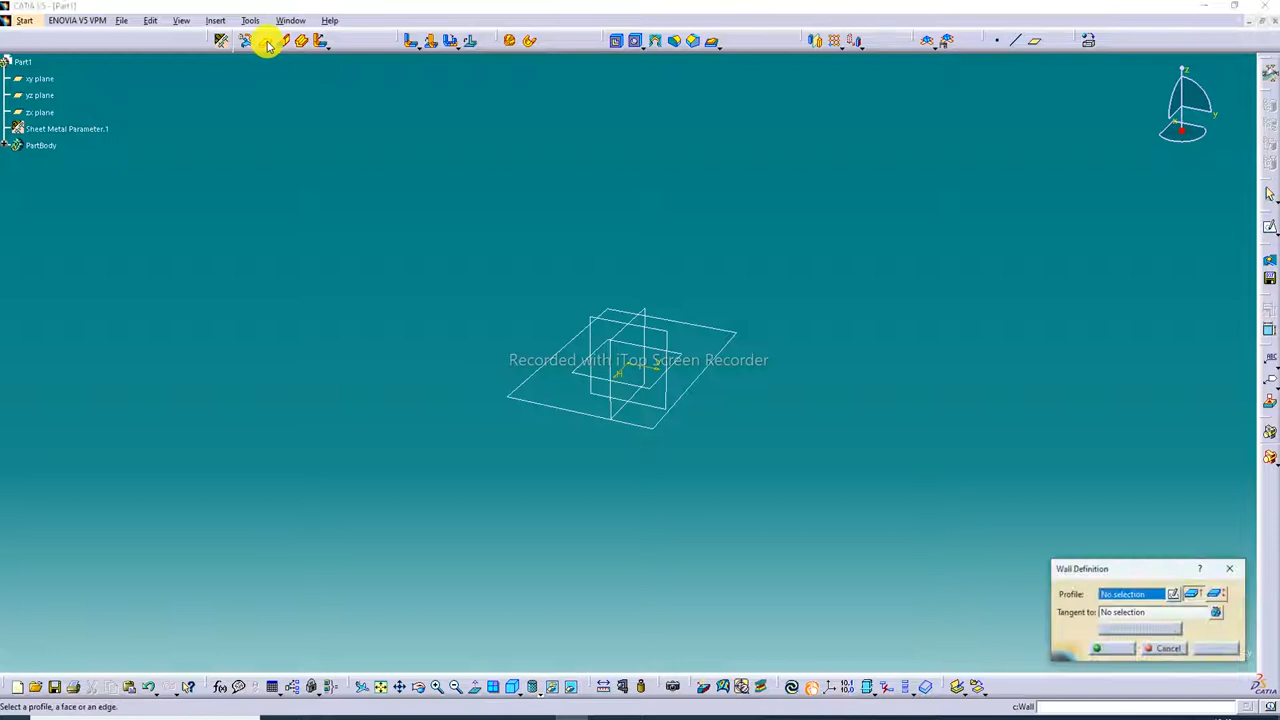 CATIA V5 - [Part1]
Start ENOVIA V5 VPM File Edit View Insert Tools Window Help
Part1
xy plane
yz plane
zx plane
Sheet Metal Parameter.1
PartBody
z
y
x
Recorded with iTop Screen Recorder
H
Wall Definition ? ×
Profile: No selection
Tangent to: No selection
Cancel
Select a profile, a face or an edge.
c:Wall
CATIA